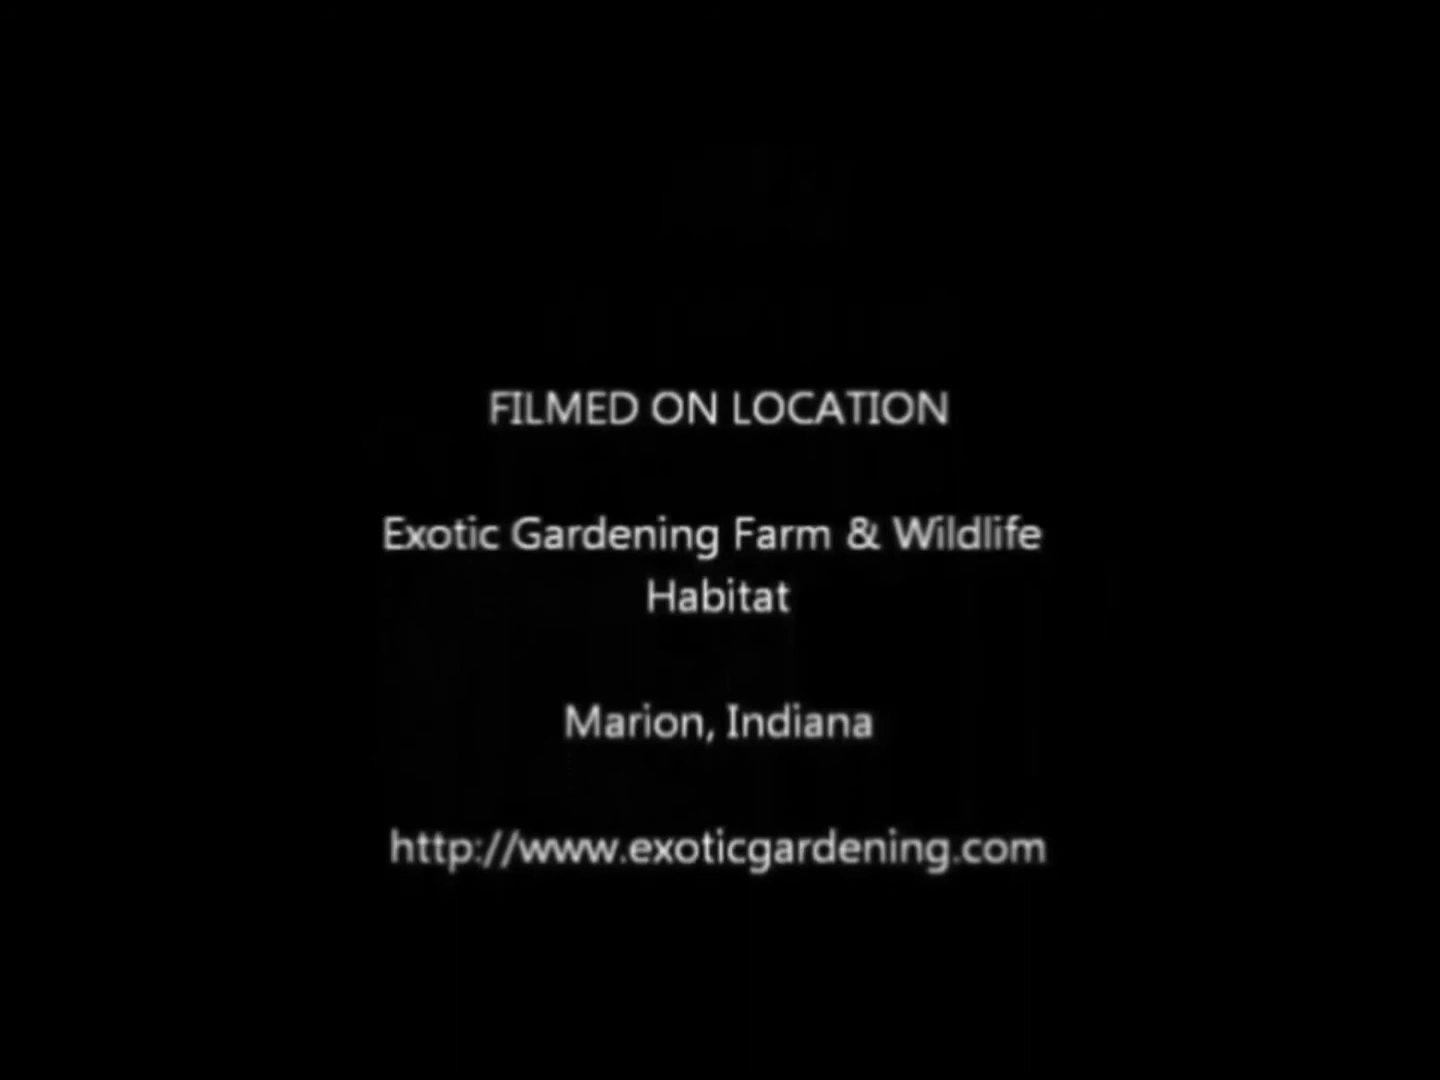 FILMED ON LOCATION
Exotic Gardening Farm & Wildlife
Habitat
Marion, Indiana
http://www.exoticgardening.com